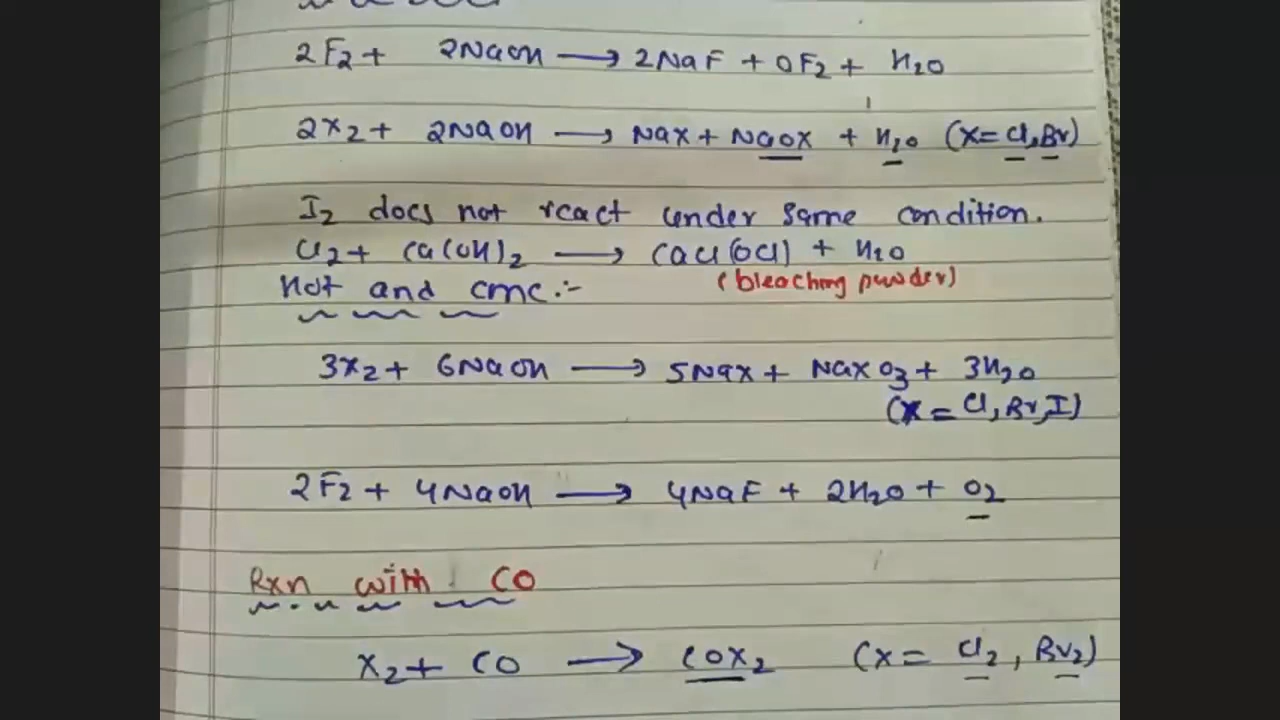 2F2 + 2NaOH → 2NaF + OF2 + H2O
2X2 + 2NaOH → NaX + NaOX + H2O (X= Cl, Br)
I2 does not react under same condition.
Cl2 + Ca(OH)2 → CaCl(OCl) + H2O
(bleaching powder)
Hot and cmc :-
3X2 + 6NaOH → 5NaX + NaXO3 + 3H2O
(X = Cl, Br, I)
2F2 + 4NaOH → 4NaF + 2H2O + O2
Rxn with CO
X2 + CO → COX2 (X= Cl2, Br2)